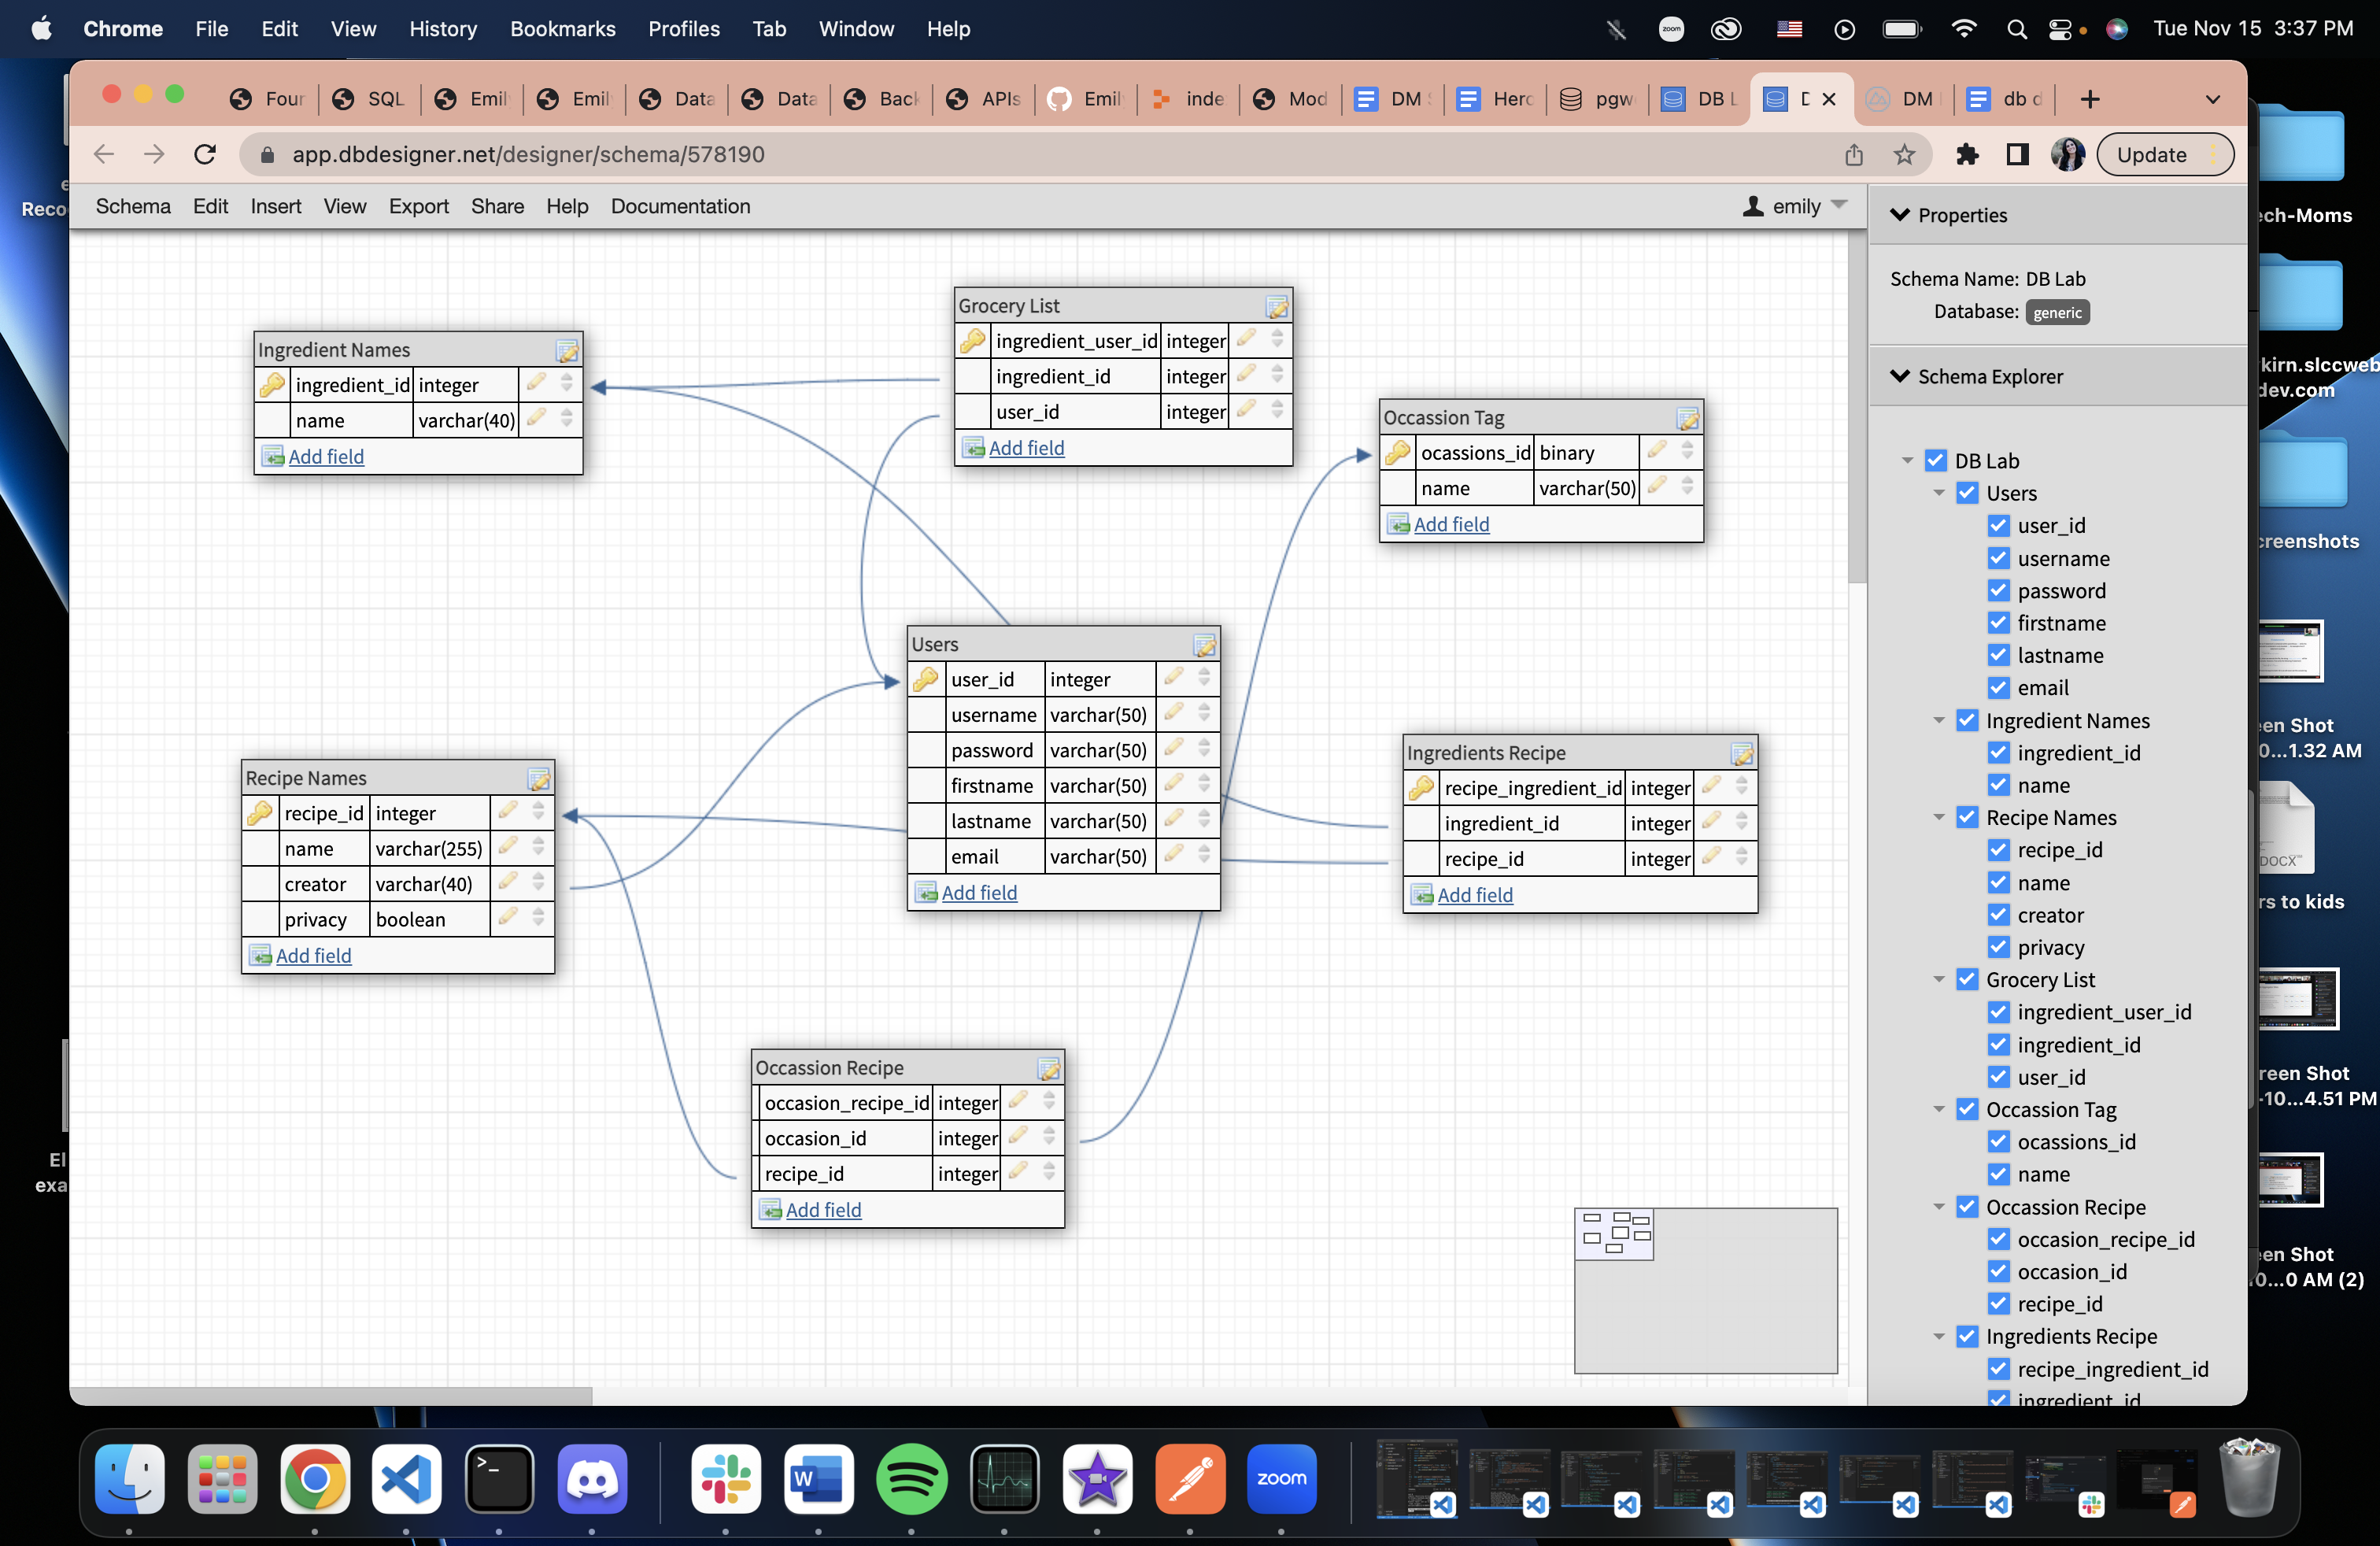 Chrome File Edit View History Bookmarks Profiles Tab Window Help
zoom
Tue Nov 15 3:37 PM
Four SQL Emily Emily Data Data Back APIs Emil inde Mod DM Hero pgw DB L DM db d
app.dbdesigner.net/designer/schema/578190
Update
Schema Edit Insert View Export Share Help Documentation
emily
Properties
Schema Name: DB Lab
Database: generic
Schema Explorer
DB Lab
Users
user_id
username
password
firstname
lastname
email
Ingredient Names
ingredient_id
name
Recipe Names
recipe_id
name
creator
privacy
Grocery List
ingredient_user_id
ingredient_id
user_id
Occassion Tag
ocassions_id
name
Occassion Recipe
occasion_recipe_id
occasion_id
recipe_id
Ingredients Recipe
recipe_ingredient_id
ingredient_id
Ingredient Names
ingredient_id integer
name varchar(40)
Add field
Grocery List
ingredient_user_id integer
ingredient_id integer
user_id integer
Add field
Occassion Tag
ocassions_id binary
name varchar(50)
Add field
Users
user_id integer
username varchar(50)
password varchar(50)
firstname varchar(50)
lastname varchar(50)
email varchar(50)
Add field
Recipe Names
recipe_id integer
name varchar(255)
creator varchar(40)
privacy boolean
Add field
Ingredients Recipe
recipe_ingredient_id integer
ingredient_id integer
recipe_id integer
Add field
Occassion Recipe
occasion_recipe_id integer
occasion_id integer
recipe_id integer
Add field
Reco
El
exa
ech-Moms
kirn.slccweb
dev.com
creenshots
en Shot
0...1.32 AM
DOCX
rs to kids
reen Shot
-10...4.51 PM
en Shot
0...0 AM (2)
W
zoom